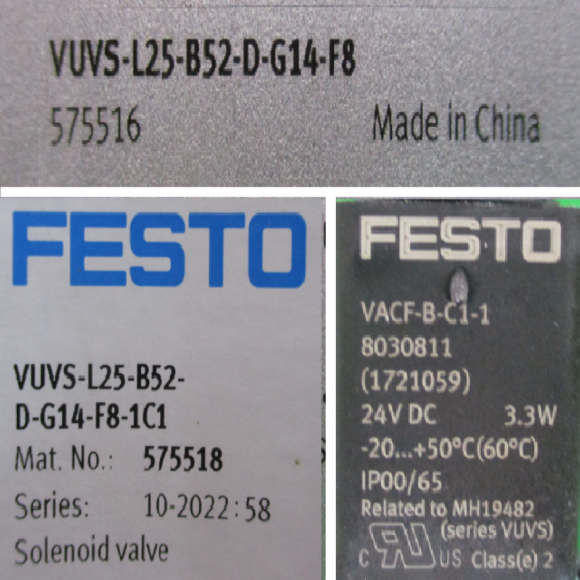 VUVS-L25-B52-D-G14-F8
575516 Made in China
FESTO
VUVS-L25-B52-
D-G14-F8-1C1
Mat. No.: 575518
Series: 10-2022:58
Solenoid valve
FESTO
VACF-B-C1-1
8030811
(1721059)
24V DC 3.3W
-20...+50°C(60°C)
IP00/65
Related to MH19482
(series VUVS)
C RU US Class(e) 2